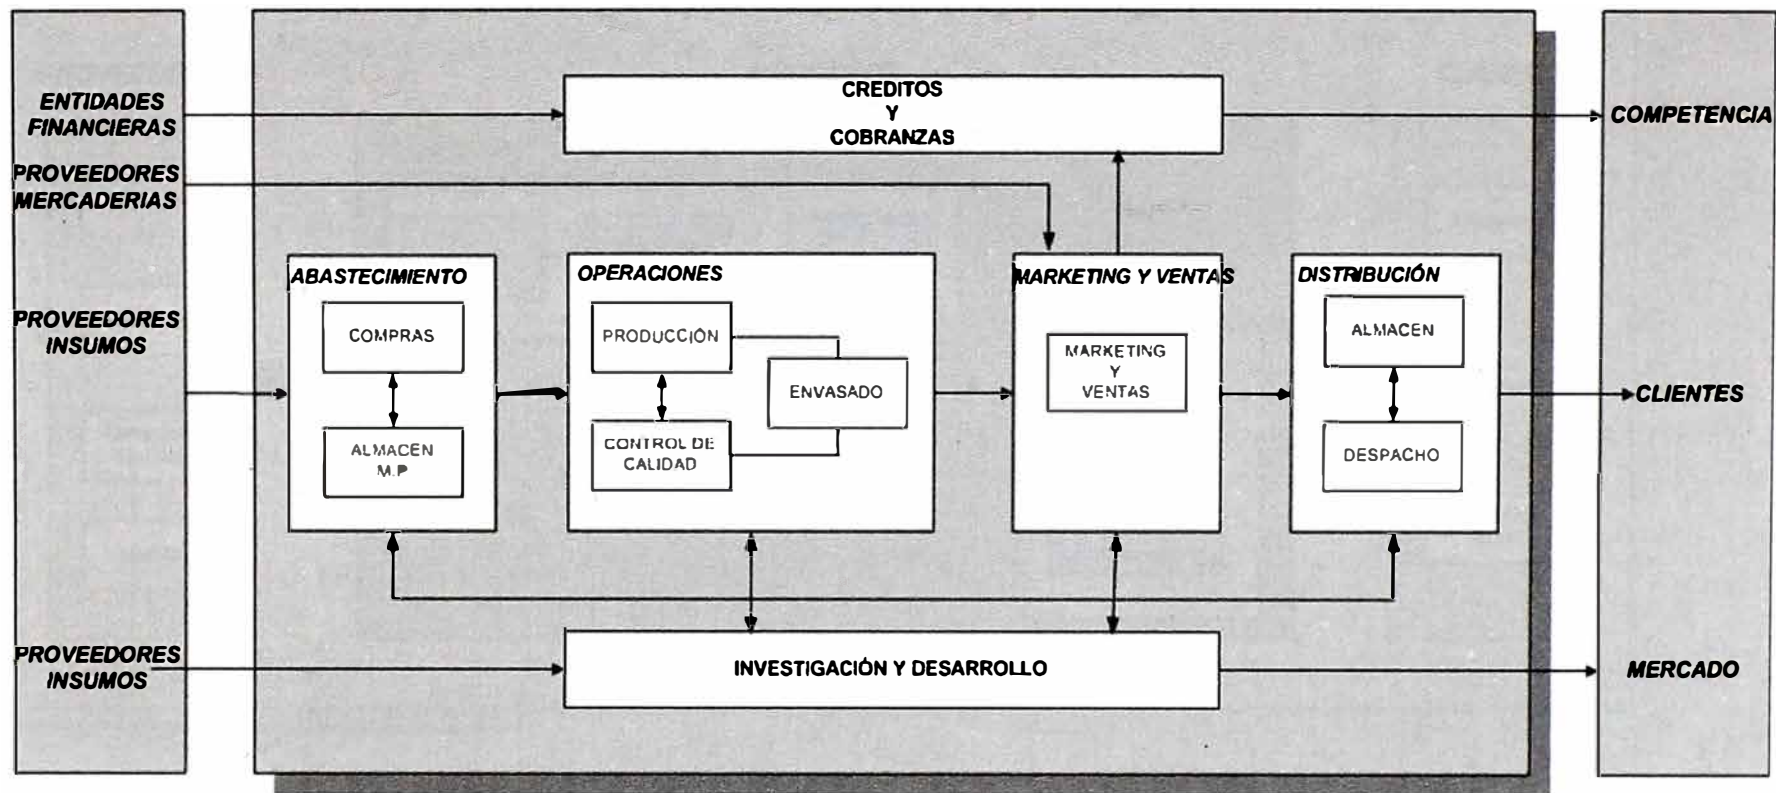 ENTIDADES
FINANCIERAS
PROVEEDORES
MERCADERIAS
PROVEEDORES
INSUMOS
PROVEEDORES
INSUMOS
CREDITOS
Y
COBRANZAS
ABASTECIMIENTO
COMPRAS
ALMACEN
M.P
OPERACIONES
PRODUCCIÓN
CONTROL DE
CALIDAD
ENVASADO
MARKETING Y VENTAS
MARKETING
Y
VENTAS
DISTRIBUCIÓN
ALMACEN
DESPACHO
INVESTIGACIÓN Y DESARROLLO
COMPETENCIA
CLIENTES
MERCADO